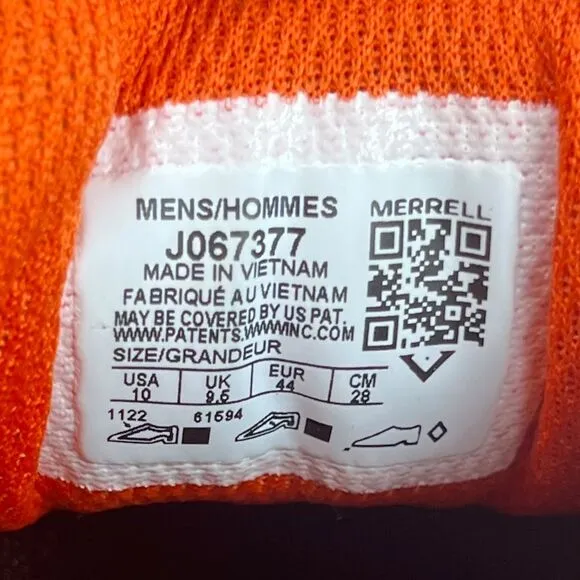 MENS/HOMMES
MERRELL
J067377
MADE IN VIETNAM
FABRIQUÉ AU VIETNAM
MAY BE COVERED BY US PAT.
WWW.PATENTS.WWWINC.COM
SIZE/GRANDEUR
USA UK EUR CM
10 9.5 44 28
1122 61594